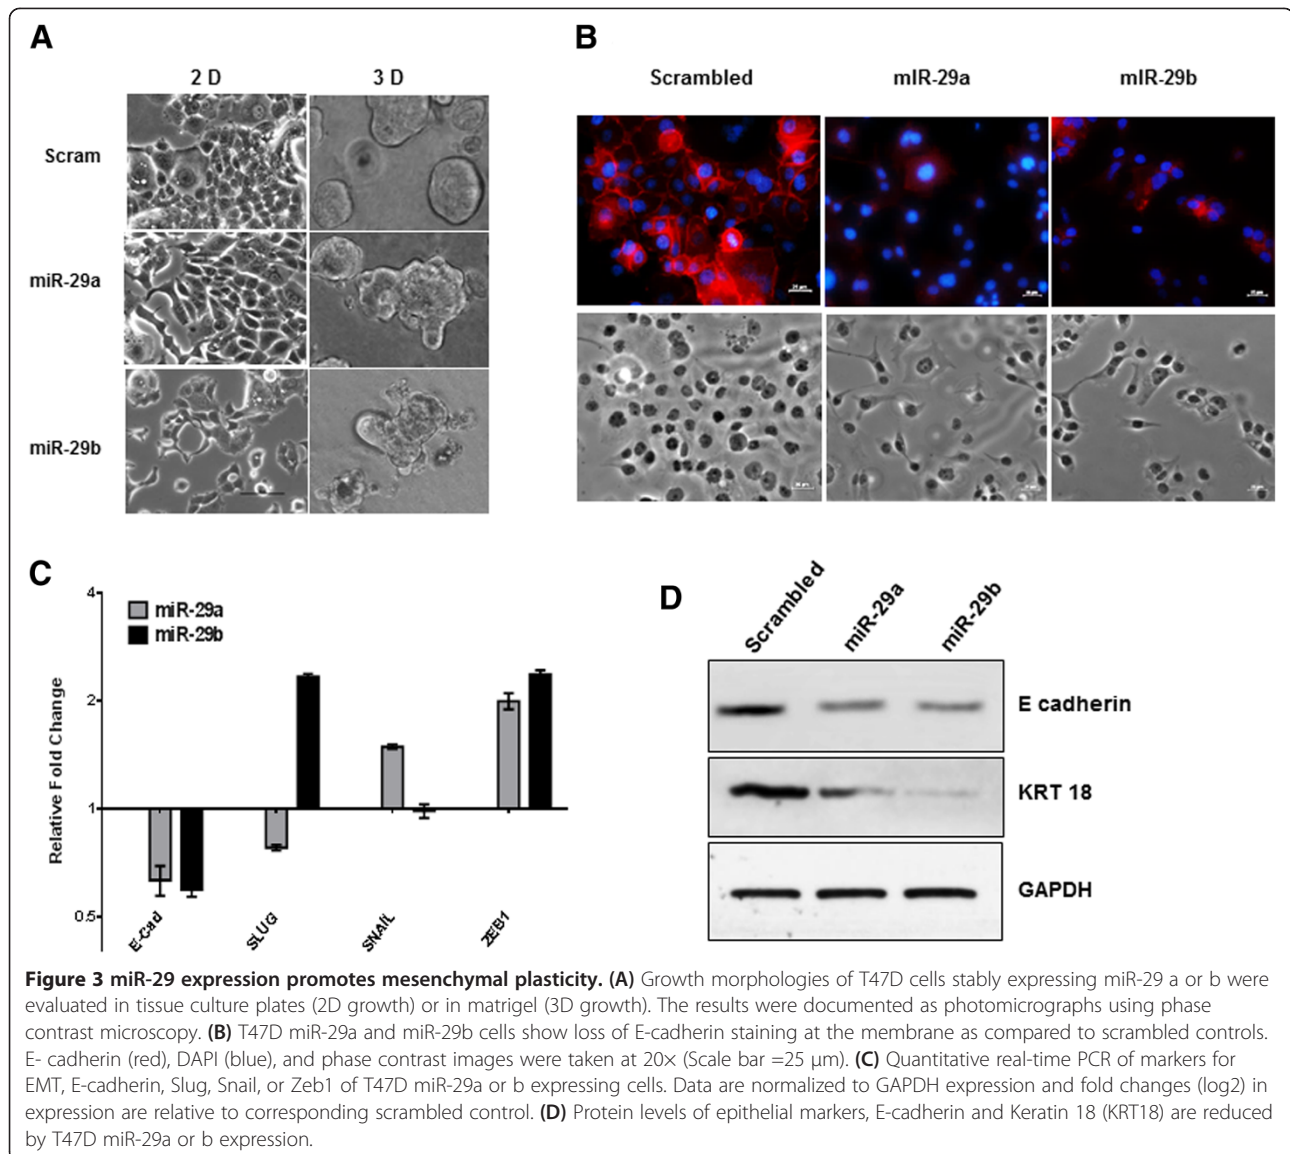 A
2 D 3 D
Scram
miR-29a
miR-29b
B
Scrambled mIR-29a mIR-29b
C
4
2
1
0.5
Relative Fold Change
miR-29a
miR-29b
E-Cad SLUG SNAIL ZEB1
D
Scrambled miR-29a miR-29b
E cadherin
KRT 18
GAPDH
Figure 3 miR-29 expression promotes mesenchymal plasticity. (A) Growth morphologies of T47D cells stably expressing miR-29 a or b were
evaluated in tissue culture plates (2D growth) or in matrigel (3D growth). The results were documented as photomicrographs using phase
contrast microscopy. (B) T47D miR-29a and miR-29b cells show loss of E-cadherin staining at the membrane as compared to scrambled controls.
E- cadherin (red), DAPI (blue), and phase contrast images were taken at 20× (Scale bar =25 μm). (C) Quantitative real-time PCR of markers for
EMT, E-cadherin, Slug, Snail, or Zeb1 of T47D miR-29a or b expressing cells. Data are normalized to GAPDH expression and fold changes (log2) in
expression are relative to corresponding scrambled control. (D) Protein levels of epithelial markers, E-cadherin and Keratin 18 (KRT18) are reduced
by T47D miR-29a or b expression.